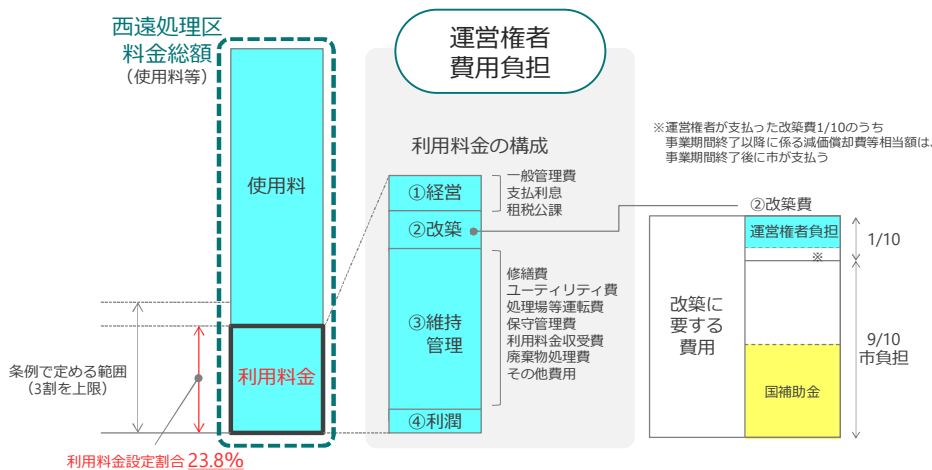 西遠処理区
料金総額
（使用料等）
使用料
利用料金
条例で定める範囲
（3割を上限）
利用料金設定割合 23.8%
運営権者
費用負担
利用料金の構成
①経営
一般管理費
支払利息
租税公課
②改築
③維持
管理
修繕費
ユーティリティ費
処理場等運転費
保守管理費
利用料金収受費
廃棄物処理費
その他費用
④利潤
※運営権者が支払った改築費1/10のうち
事業期間終了以降に係る減価償却費等相当額は、
事業期間終了後に市が支払う
②改築費
改築に
要する
費用
運営権者負担
※
1/10
9/10
市負担
国補助金